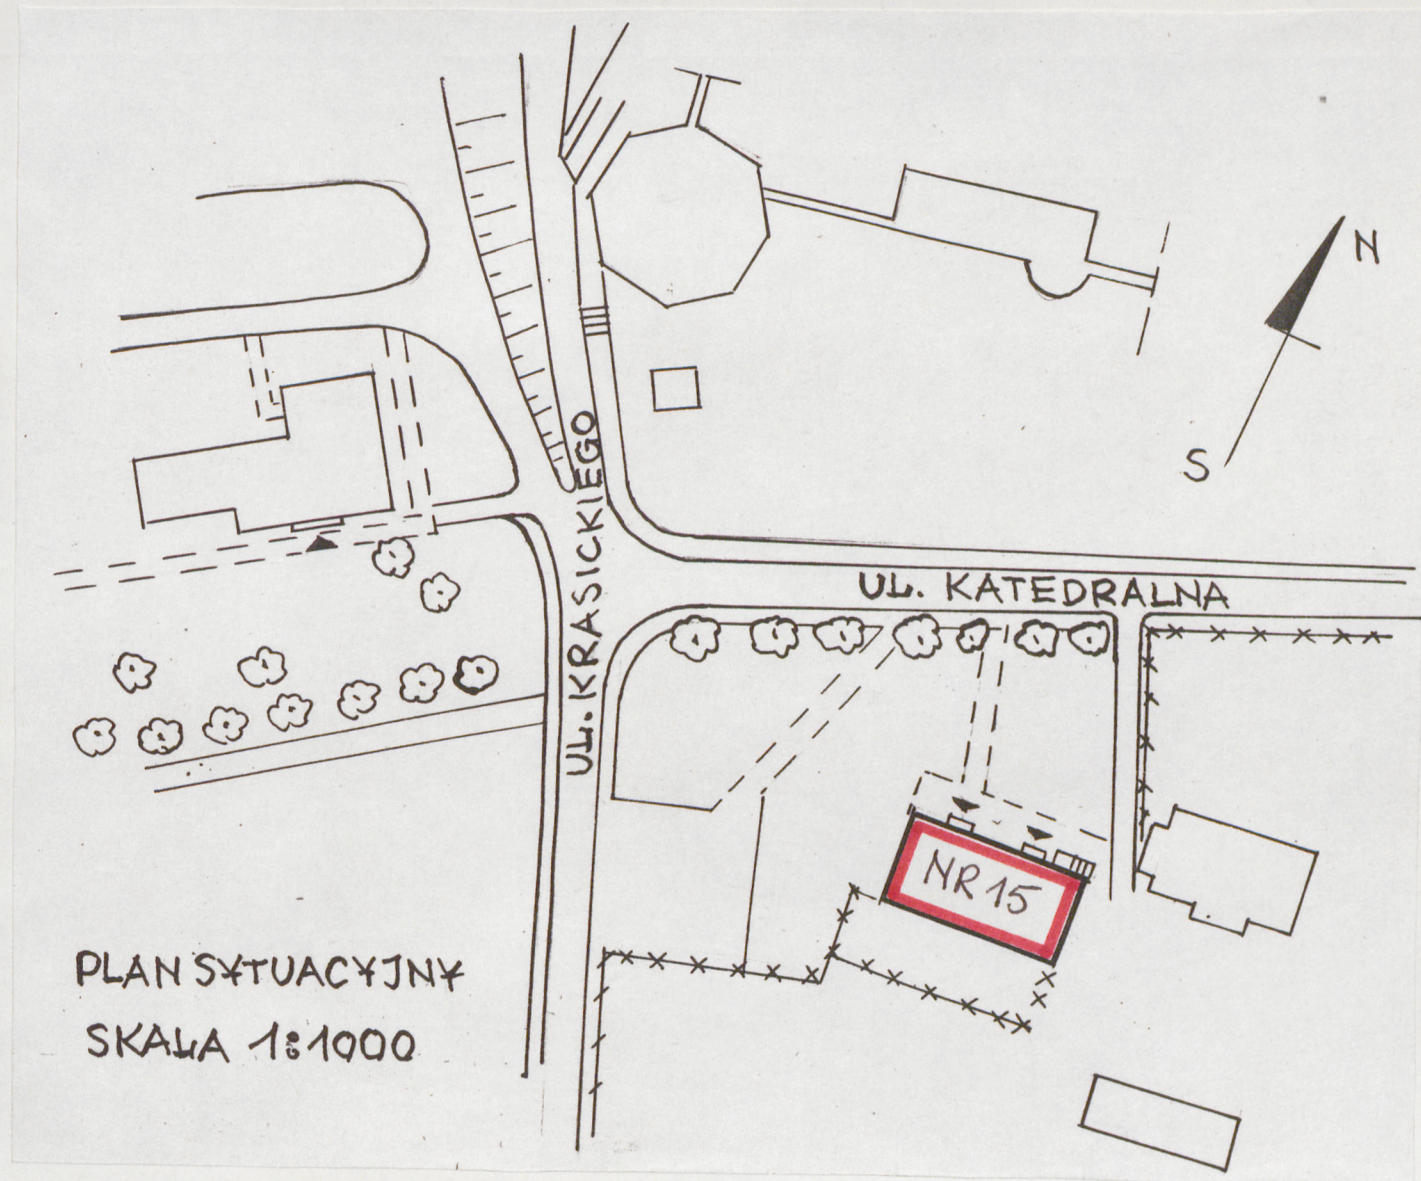 N
S
UL. KRASICKIEGO
UL. KATEDRALNA
NR 15
PLAN SYTUACYJNY
SKALA 1:1000